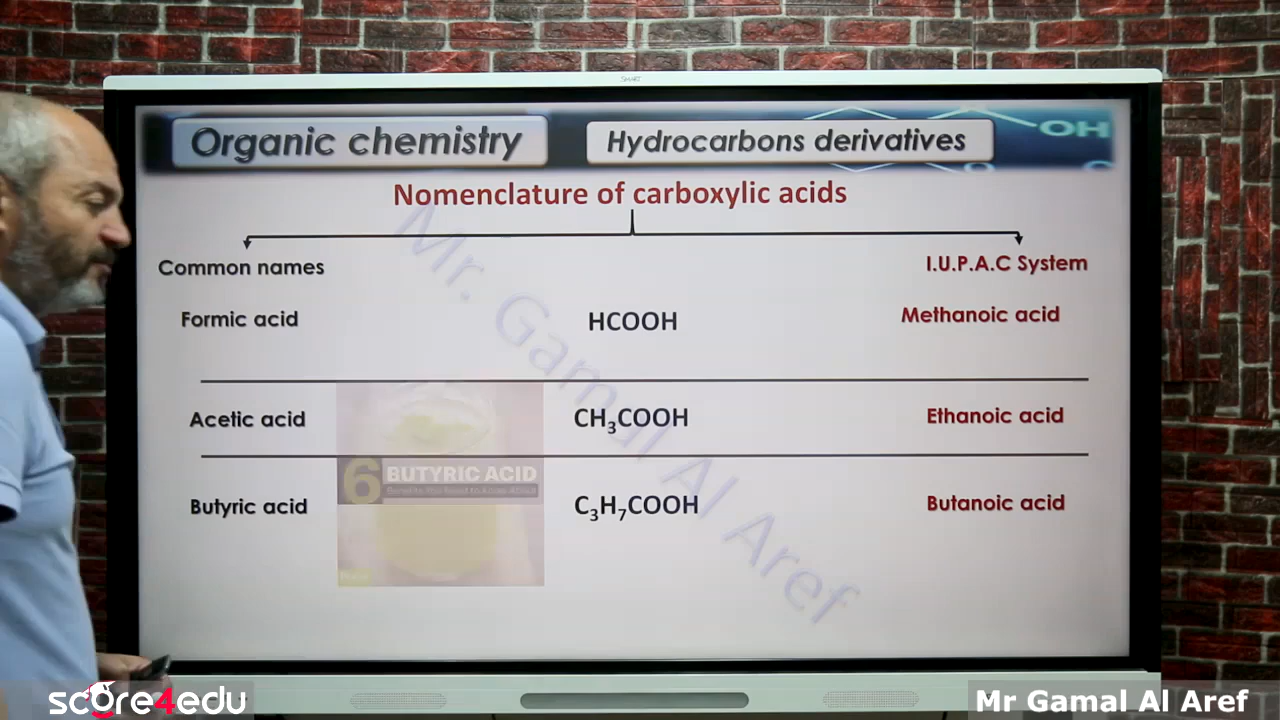 SMART
Organic chemistry
Hydrocarbons derivatives
OH
O
O
Nomenclature of carboxylic acids
Common names
I.U.P.A.C System
Formic acid
HCOOH
Methanoic acid
Acetic acid
CH₃COOH
Ethanoic acid
6 BUTYRIC ACID
Butyric acid
C₃H₇COOH
Butanoic acid
Mr. Gamal Al Aref
score4edu
Mr Gamal Al Aref